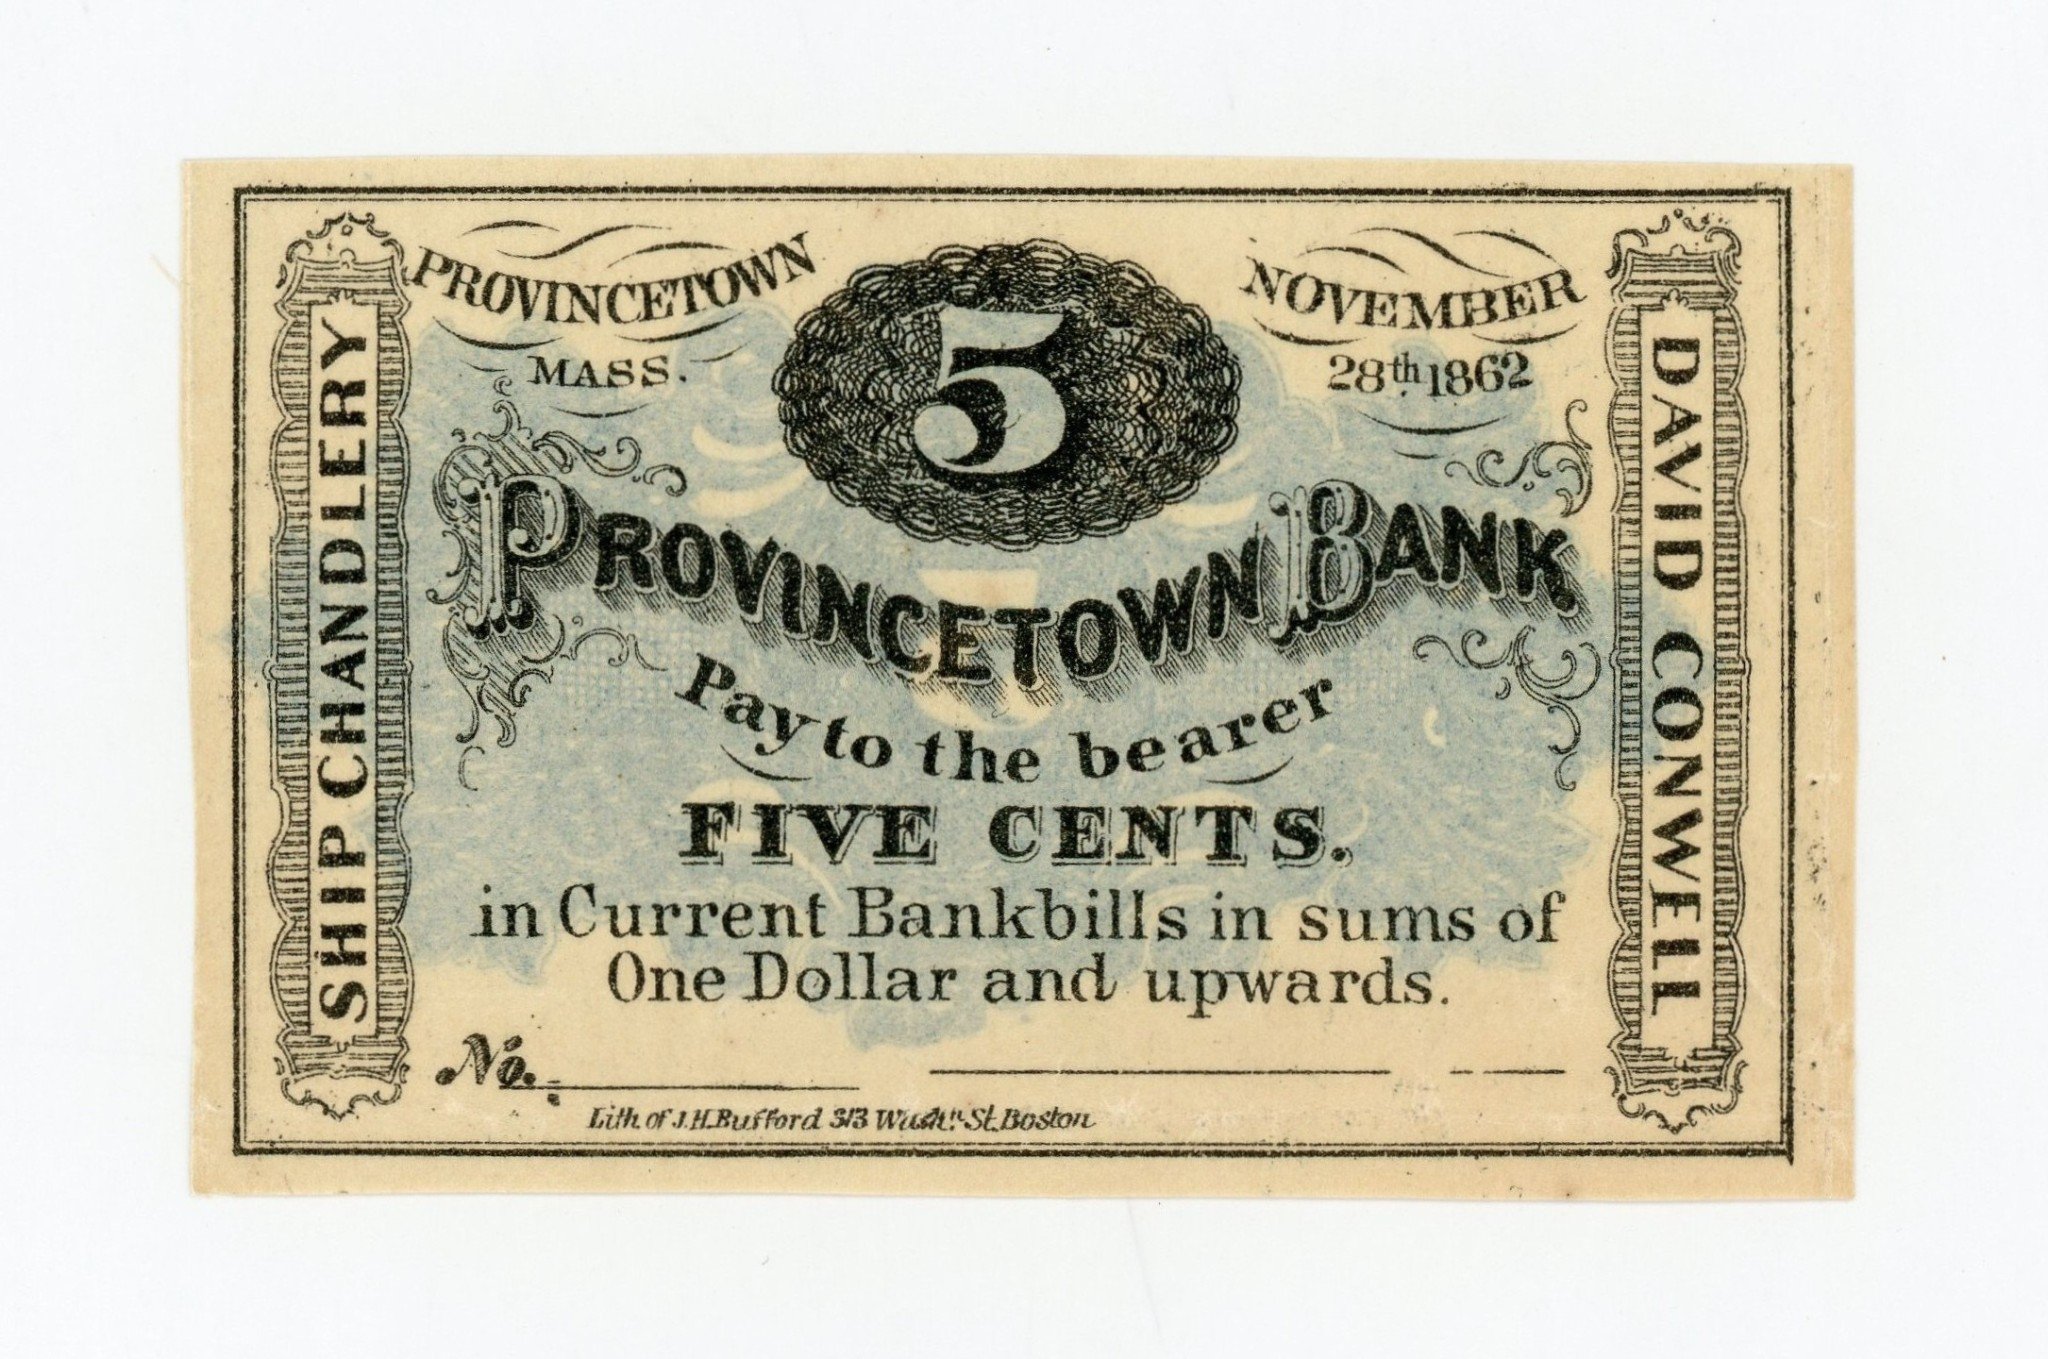 PROVINCETOWN
MASS.
5
NOVEMBER
28th 1862
SHIP CHANDLERY
DAVID CONWELL
PROVINCETOWN BANK
Pay to the bearer
FIVE CENTS.
in Current Bankbills in sums of
One Dollar and upwards.
No.
Lith. of J.H. Bufford 313 Washn. St. Boston